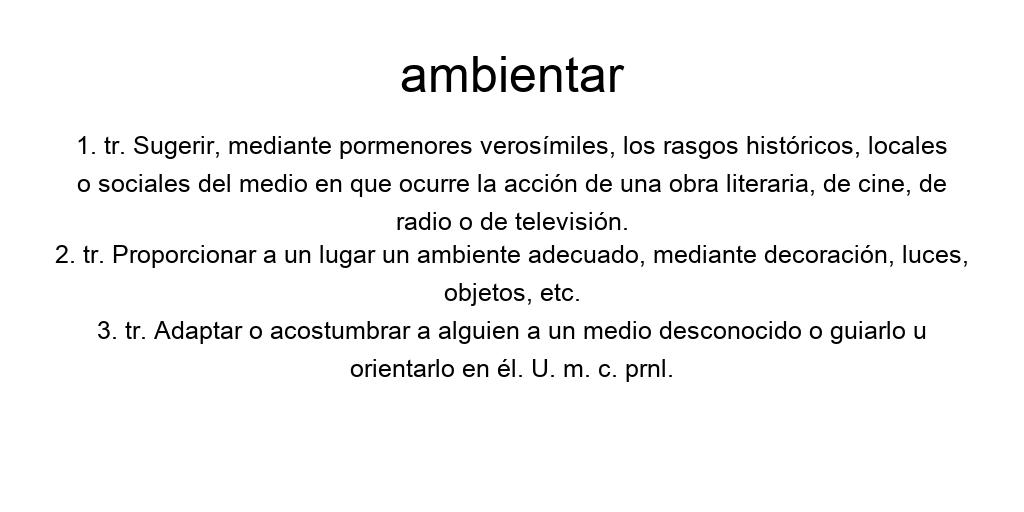 ambientar
1. tr. Sugerir, mediante pormenores verosímiles, los rasgos históricos, locales
o sociales del medio en que ocurre la acción de una obra literaria, de cine, de
radio o de televisión.
2. tr. Proporcionar a un lugar un ambiente adecuado, mediante decoración, luces,
objetos, etc.
3. tr. Adaptar o acostumbrar a alguien a un medio desconocido o guiarlo u
orientarlo en él. U. m. c. prnl.